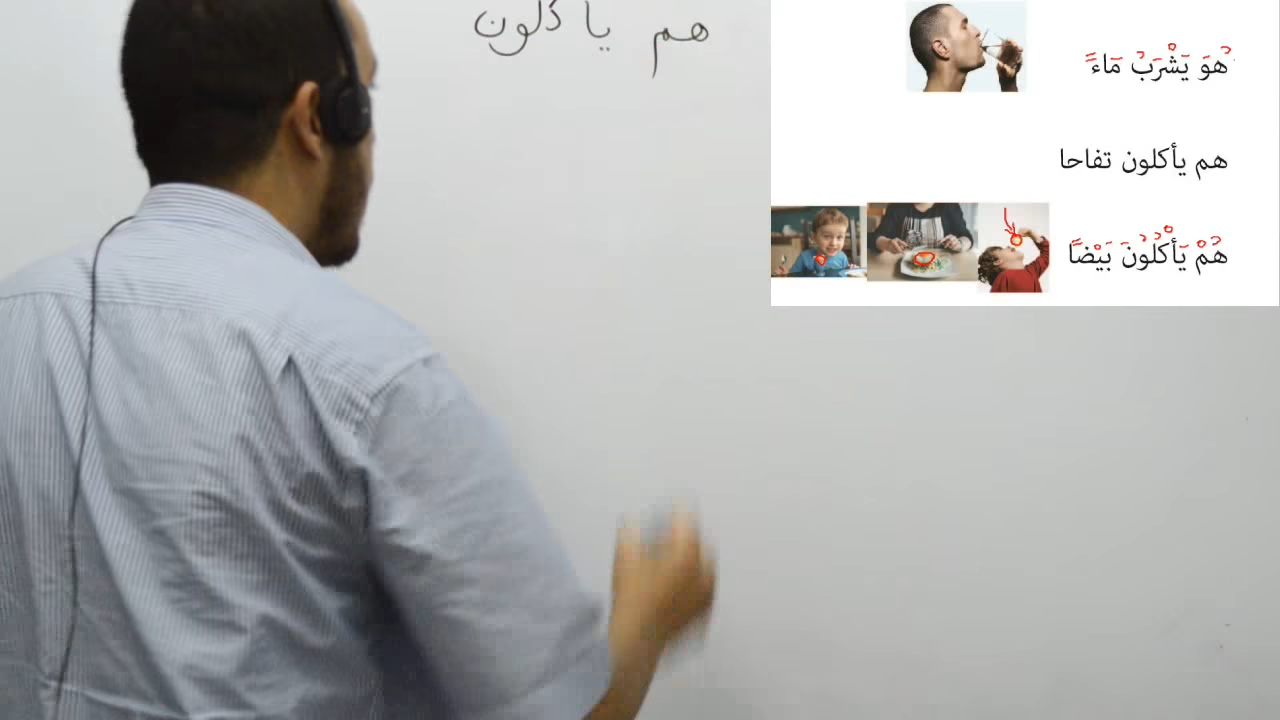 هم يأكلون
هُوَ يَشْرَبُ مَاءً
هم يأكلون تفاحا
هُمْ يَأْكُلُونَ بَيْضًا